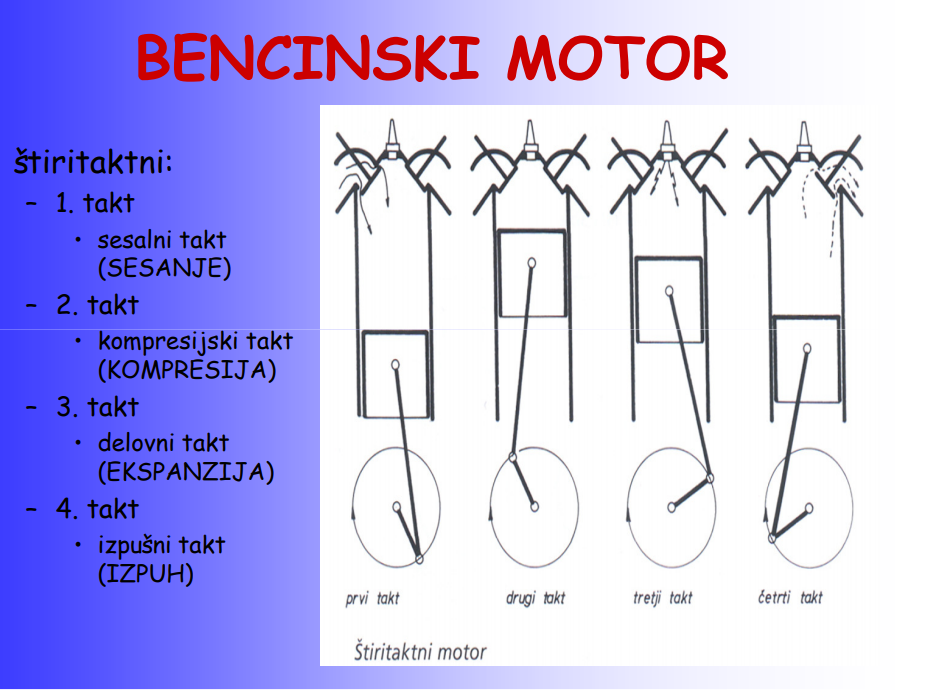 BENCINSKI MOTOR
štiritaktni:
– 1. takt
• sesalni takt
(SESANJE)
– 2. takt
• kompresijski takt
(KOMPRESIJA)
– 3. takt
• delovni takt
(EKSPANZIJA)
– 4. takt
• izpušni takt
(IZPUH)
prvi takt drugi takt tretji takt četrti takt
Štiritaktni motor